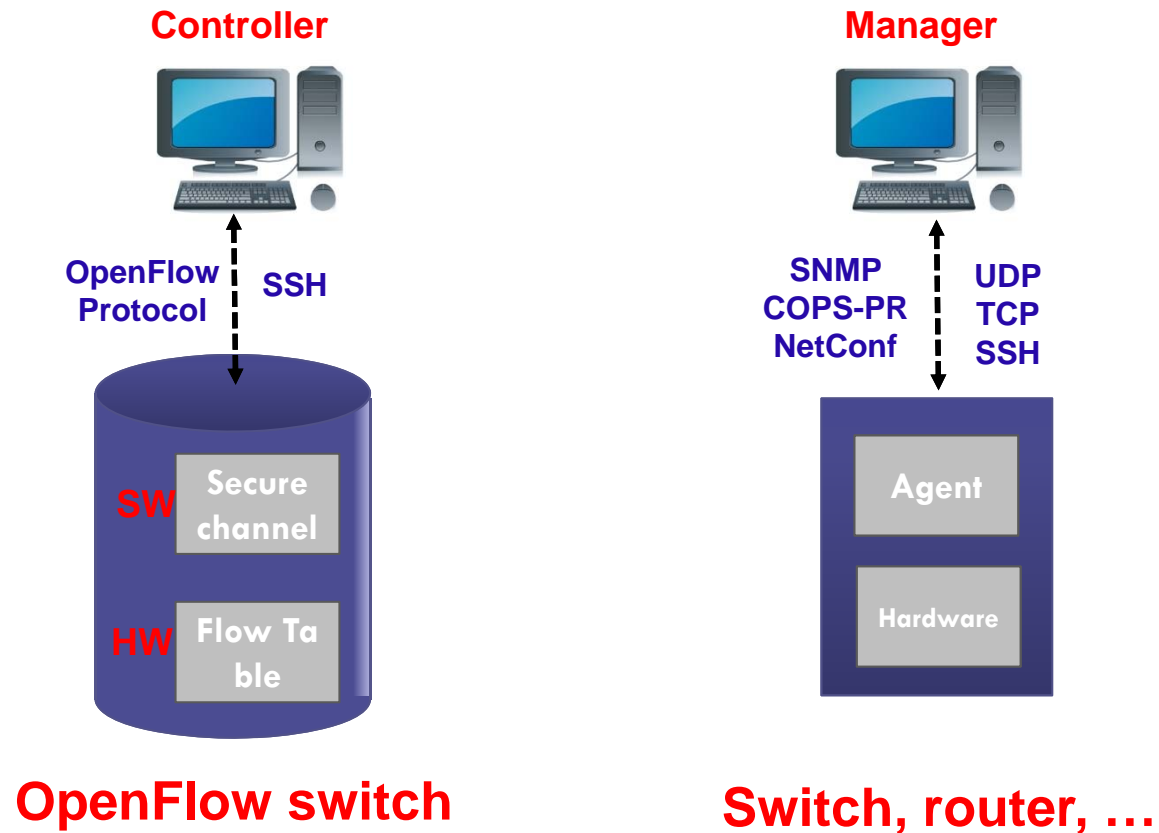 Controller
OpenFlow
Protocol
SSH
SW
Secure
channel
HW
Flow Ta
ble
OpenFlow switch
Manager
SNMP
COPS-PR
NetConf
UDP
TCP
SSH
Agent
Hardware
Switch, router, …